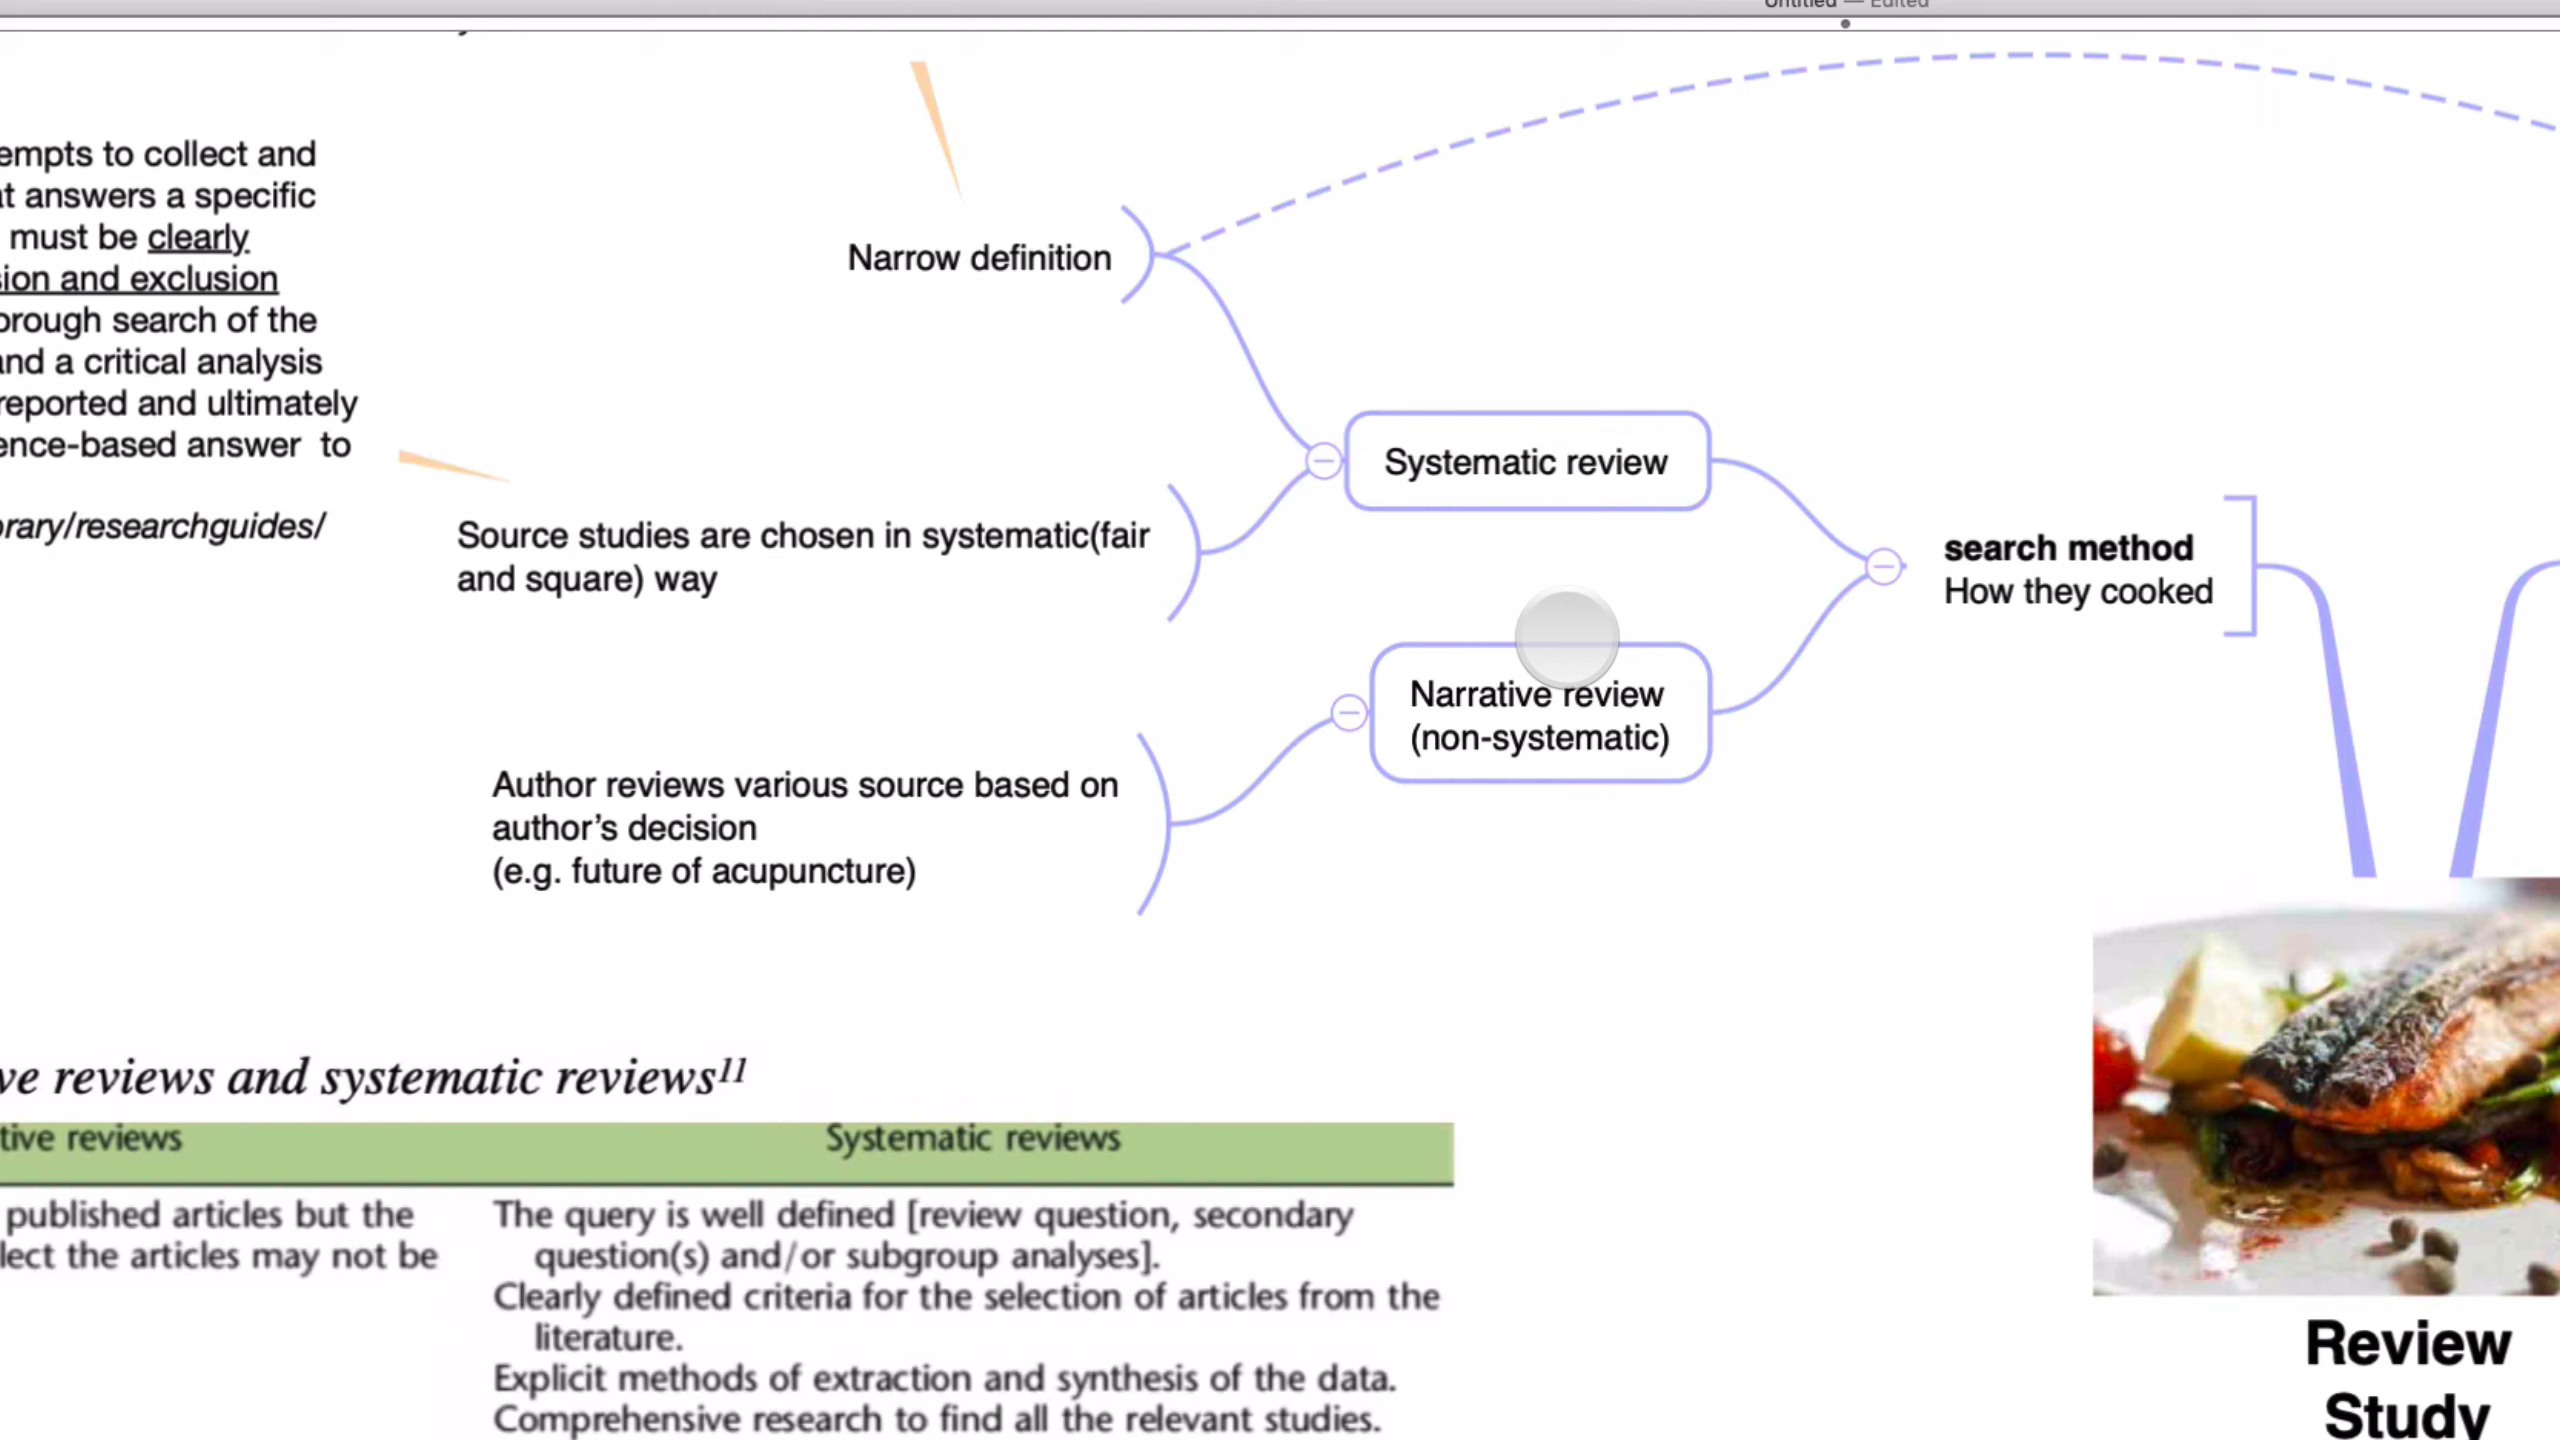 Untitled — Edited
empts to collect and
at answers a specific
must be clearly
sion and exclusion
orough search of the
and a critical analysis
reported and ultimately
ence-based answer to
rary/researchguides/
Narrow definition
Systematic review
Source studies are chosen in systematic(fair
and square) way
search method
How they cooked
Narrative review
(non-systematic)
Author reviews various source based on
author’s decision
(e.g. future of acupuncture)
ve reviews and systematic reviews11
tive reviews
Systematic reviews
published articles but the
lect the articles may not be
The query is well defined [review question, secondary
question(s) and/or subgroup analyses].
Clearly defined criteria for the selection of articles from the
literature.
Explicit methods of extraction and synthesis of the data.
Comprehensive research to find all the relevant studies.
Review
Study